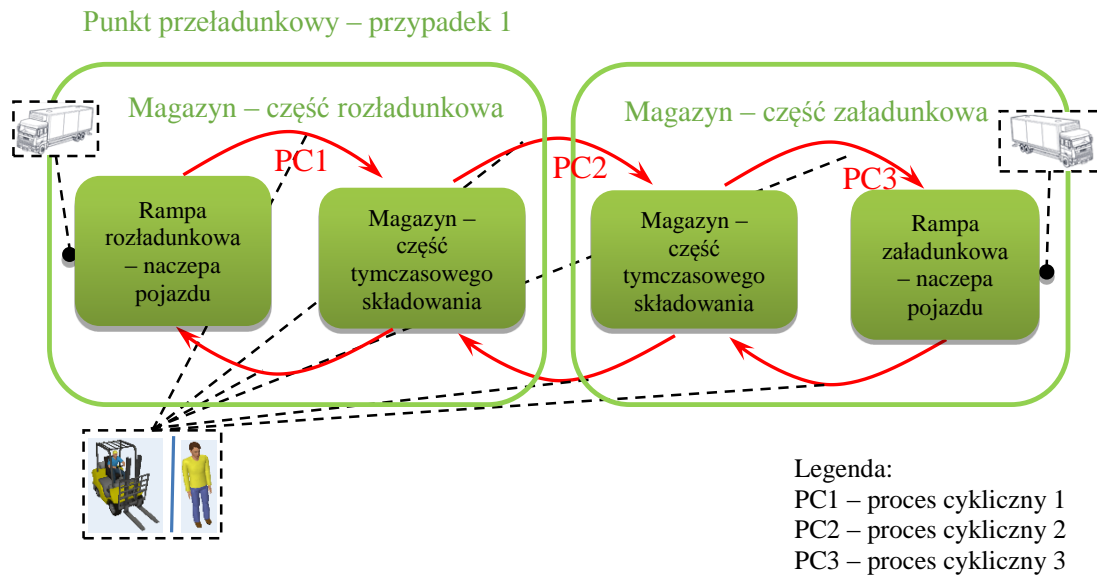 Punkt przeładunkowy – przypadek 1
Magazyn – część rozładunkowa
Magazyn – część załadunkowa
PC1
PC2
PC3
Rampa
rozładunkowa
– naczepa
pojazdu
Magazyn –
część
tymczasowego
składowania
Magazyn –
część
tymczasowego
składowania
Rampa
załadunkowa
– naczepa
pojazdu
Legenda:
PC1 – proces cykliczny 1
PC2 – proces cykliczny 2
PC3 – proces cykliczny 3